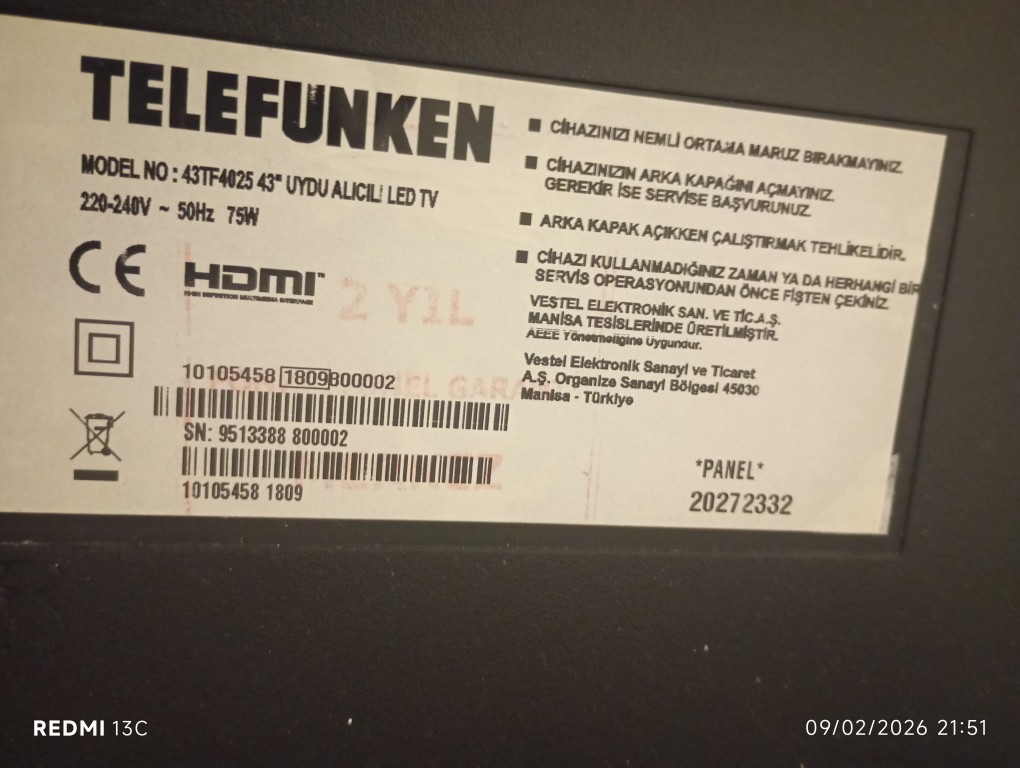 TELEFUNKEN
MODEL NO : 43TF4025 43" UYDU ALICILI LED TV
220-240V ~ 50Hz 75W
CE
HDMI™
HIGH DEFINITION MULTIMEDIA INTERFACE
2 YIL
10105458 1809800002
SN: 9513388 800002
10105458 1809
■ CİHAZINIZI NEMLİ ORTAMA MARUZ BIRAKMAYINIZ.
■ CİHAZINIZIN ARKA KAPAĞINI AÇMAYINIZ.
GEREKİR İSE SERVİSE BAŞVURUNUZ.
■ ARKA KAPAK AÇIKKEN ÇALIŞTIRMAK TEHLİKELİDİR.
■ CİHAZI KULLANMADIĞINIZ ZAMAN YA DA HERHANGİ BİR
SERVİS OPERASYONUNDAN ÖNCE FİŞTEN ÇEKİNİZ.
VESTEL ELEKTRONİK SAN. VE TİC.A.Ş.
MANİSA TESİSLERİNDE ÜRETİLMİŞTİR.
AEEE Yönetmeliğine Uygundur.
Vestel Elektronik Sanayi ve Ticaret
A.Ş. Organize Sanayi Bölgesi 45030
Manisa - Türkiye
*PANEL*
20272332
REDMI 13C
09/02/2026 21:51